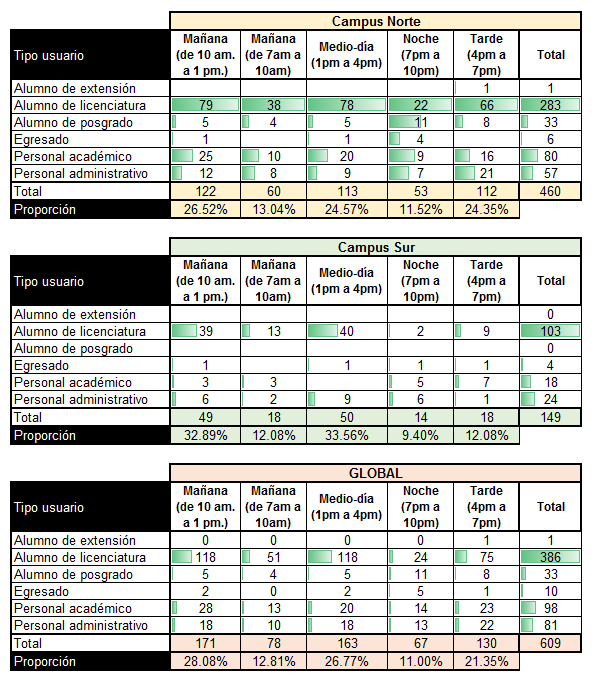 Campus Norte
Tipo usuario Mañana (de 10 am. a 1 pm.) Mañana (de 7am a 10am) Medio-día (1pm a 4pm) Noche (7pm a 10pm) Tarde (4pm a 7pm) Total
Alumno de extensión 1 1
Alumno de licenciatura 79 38 78 22 66 283
Alumno de posgrado 5 4 5 11 8 33
Egresado 1 1 4 6
Personal académico 25 10 20 9 16 80
Personal administrativo 12 8 9 7 21 57
Total 122 60 113 53 112 460
Proporción 26.52% 13.04% 24.57% 11.52% 24.35%
Campus Sur
Tipo usuario Mañana (de 10 am. a 1 pm.) Mañana (de 7am a 10am) Medio-día (1pm a 4pm) Noche (7pm a 10pm) Tarde (4pm a 7pm) Total
Alumno de extensión 0
Alumno de licenciatura 39 13 40 2 9 103
Alumno de posgrado 0
Egresado 1 1 1 1 4
Personal académico 3 3 5 7 18
Personal administrativo 6 2 9 6 1 24
Total 49 18 50 14 18 149
Proporción 32.89% 12.08% 33.56% 9.40% 12.08%
GLOBAL
Tipo usuario Mañana (de 10 am. a 1 pm.) Mañana (de 7am a 10am) Medio-día (1pm a 4pm) Noche (7pm a 10pm) Tarde (4pm a 7pm) Total
Alumno de extensión 0 0 0 0 1 1
Alumno de licenciatura 118 51 118 24 75 386
Alumno de posgrado 5 4 5 11 8 33
Egresado 2 0 2 5 1 10
Personal académico 28 13 20 14 23 98
Personal administrativo 18 10 18 13 22 81
Total 171 78 163 67 130 609
Proporción 28.08% 12.81% 26.77% 11.00% 21.35%